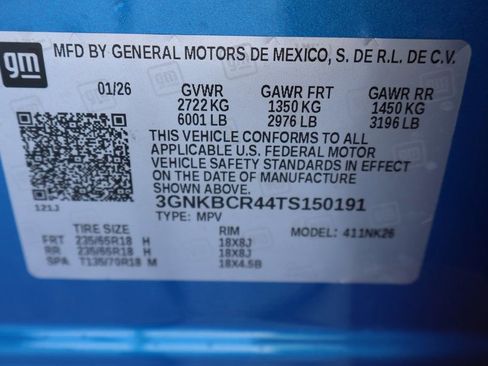 gm MFD BY GENERAL MOTORS DE MEXICO, S. DE R.L. DE C.V.
01/26 GVWR GAWR FRT GAWR RR
2722 KG 1350 KG 1450 KG
6001 LB 2976 LB 3196 LB
THIS VEHICLE CONFORMS TO ALL
APPLICABLE U.S. FEDERAL MOTOR
VEHICLE SAFETY STANDARDS IN EFFECT
ON THE DATE OF MANUFACTURE
SHOWN ABOVE.
121J 3GNKBCR44TS150191
TYPE: MPV MODEL: 411NK26
TIRE SIZE RIM
FRT 235/65R18 H 18X8J
RR 235/65R18 H 18X8J
SPA T135/70R18 M 18X4.5B